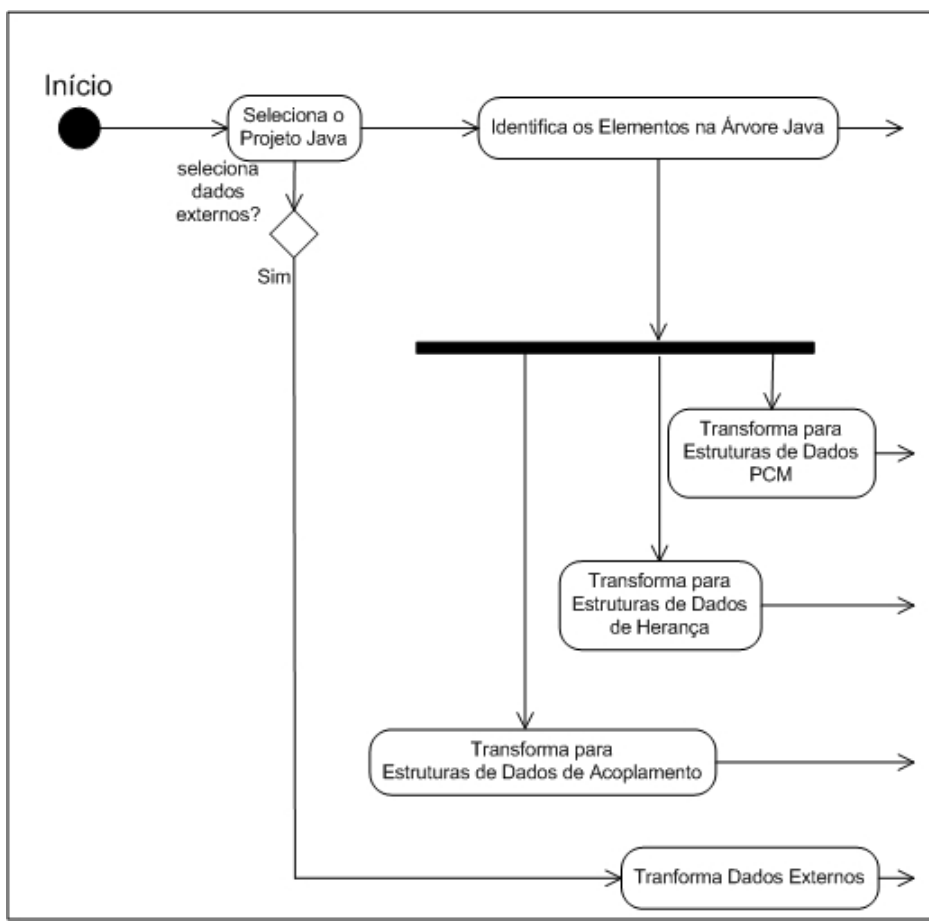 Início
Seleciona o
Projeto Java
Identifica os Elementos na Árvore Java
seleciona
dados
externos?
Sim
Transforma para
Estruturas de Dados
PCM
Transforma para
Estruturas de Dados
de Herança
Transforma para
Estruturas de Dados de Acoplamento
Tranforma Dados Externos